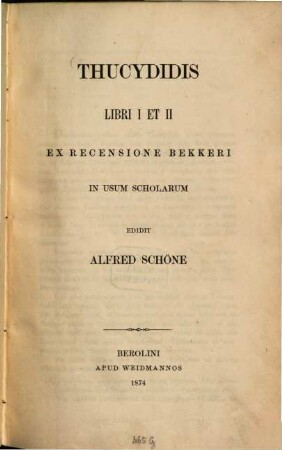 THUCYDIDIS
LIBRI I ET II
EX RECENSIONE BEKKERI
IN USUM SCHOLARUM
EDIDIT
ALFRED SCHÖNE
BEROLINI
APUD WEIDMANNOS
1874